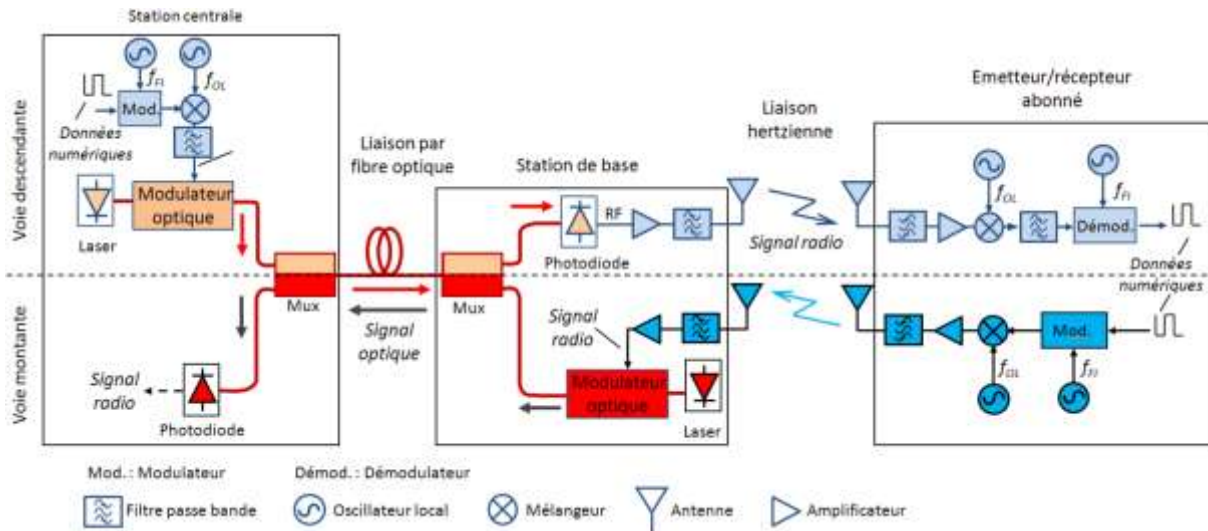 Station centrale
f_FI
f_OL
Mod.
Données
numériques
Modulateur
optique
Laser
Voie descendante
Liaison par
fibre optique
Mux
Station de base
RF
Photodiode
Mux
Liaison
hertzienne
Signal radio
Emetteur/récepteur
abonné
f_OL
f_FI
Démod.
Données
numériques
Voie montante
Signal
radio
Photodiode
Signal
optique
Signal
radio
Modulateur
optique
Laser
Mod.
f_OL
f_FI
Mod. : Modulateur
Démod. : Démodulateur
Filtre passe bande
Oscillateur local
Mélangeur
Antenne
Amplificateur